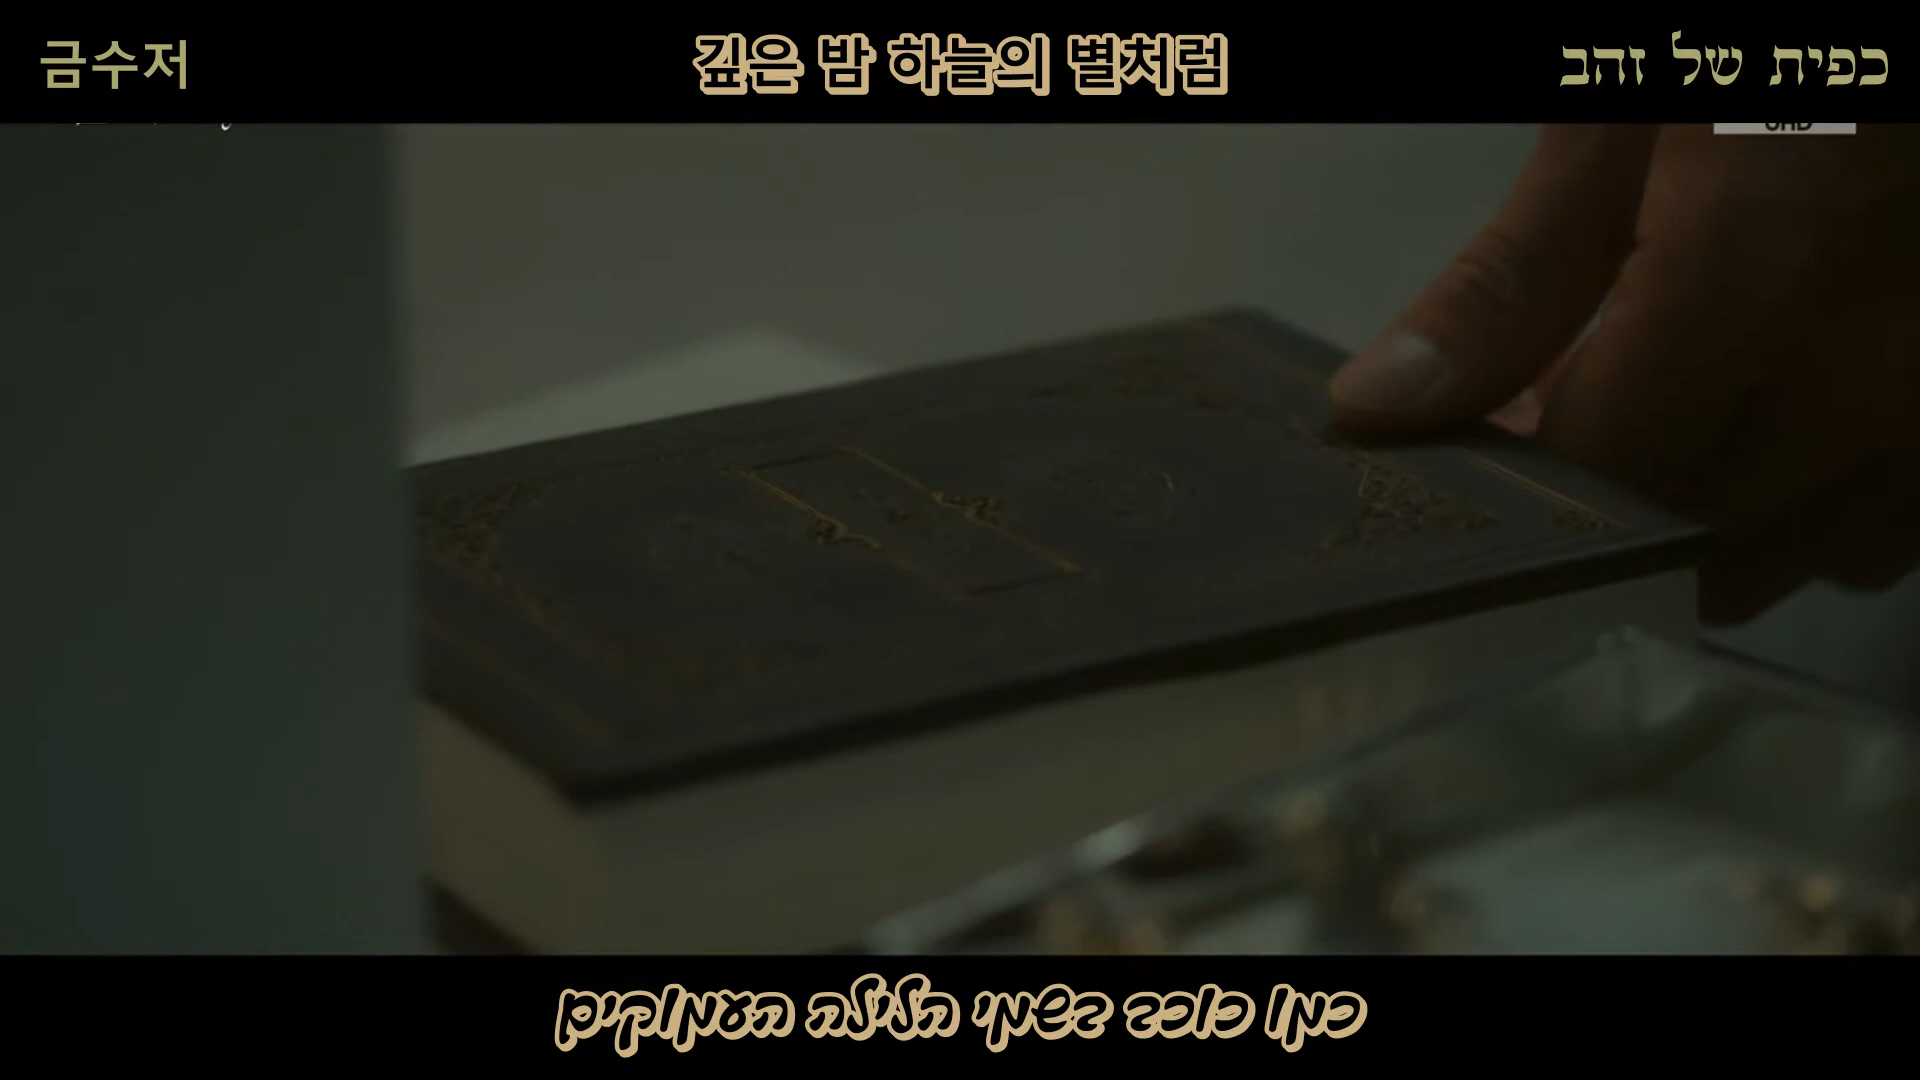 금수저
깊은 밤 하늘의 별처럼
כפית של זהב
כמו כוכב בשמי הלילה העמוקים